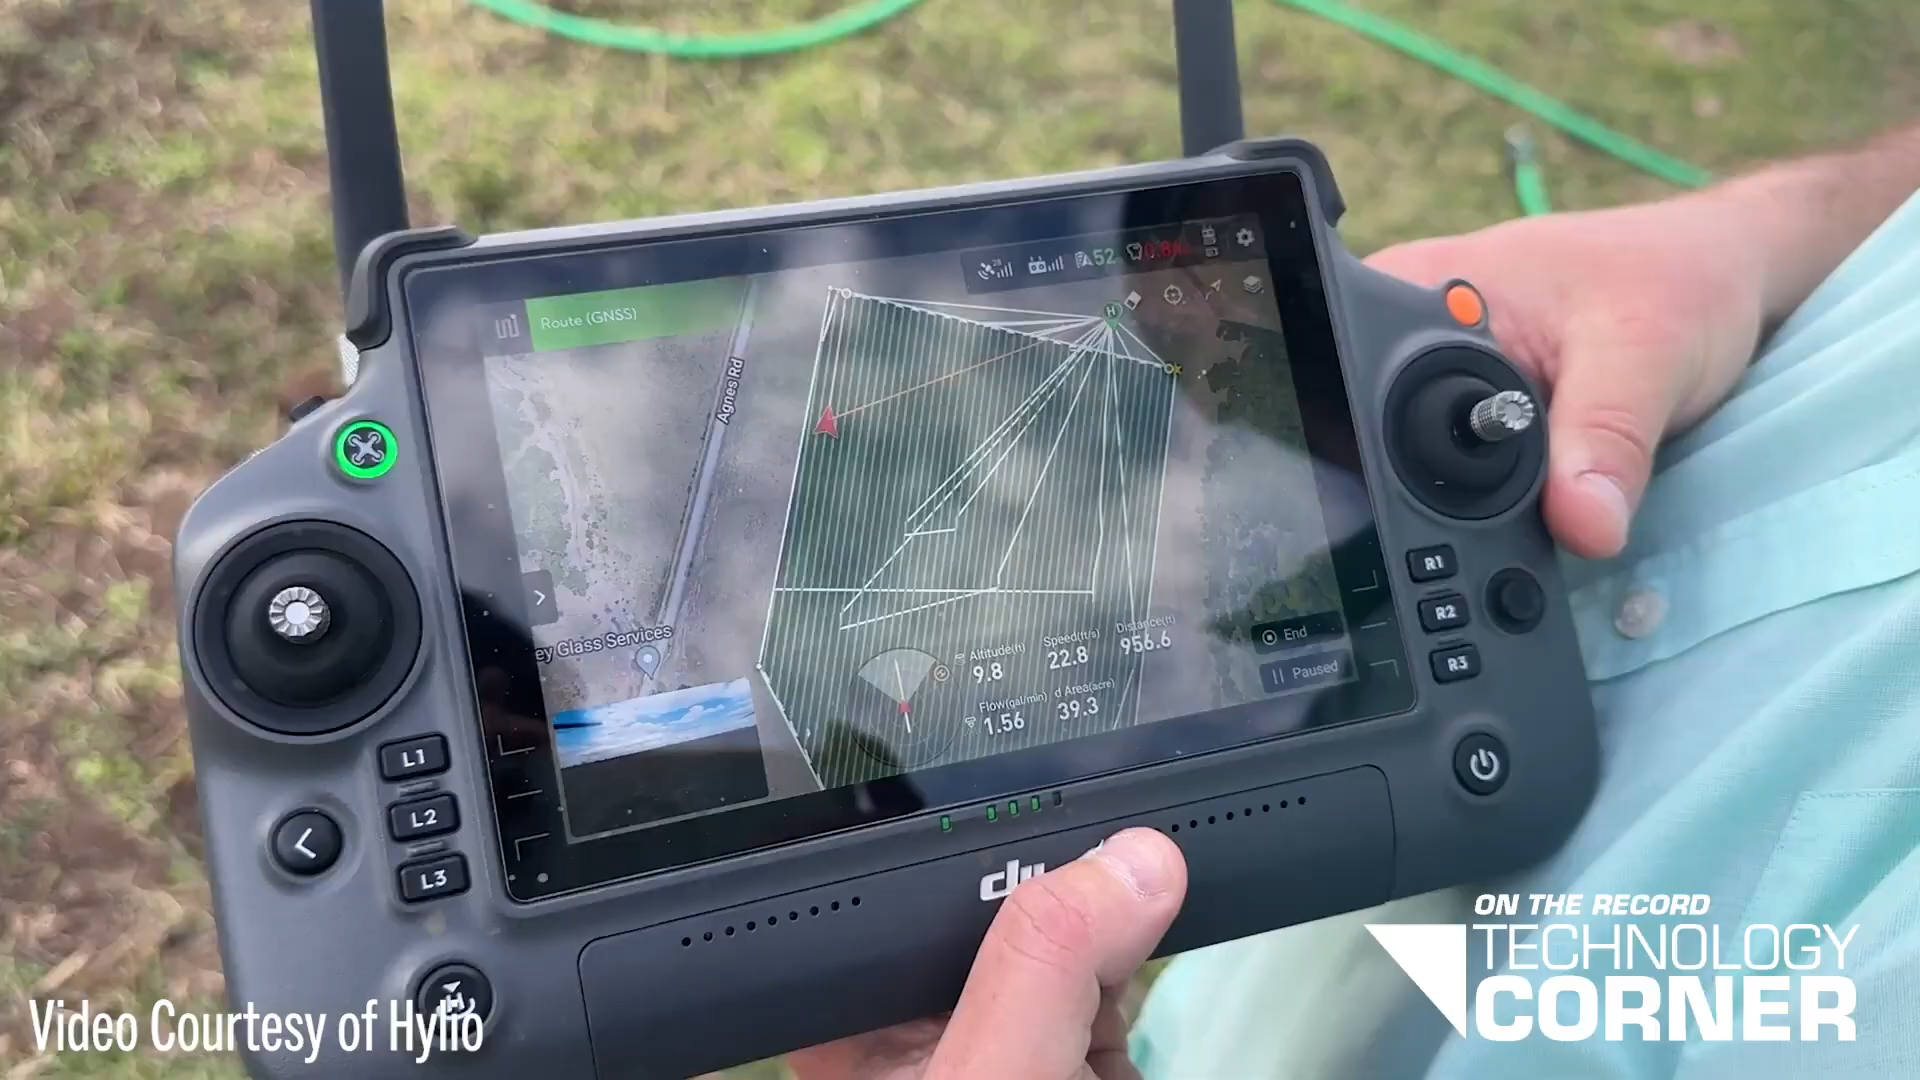 28
52
Route (GNSS)
H
Agnes Rd
ey Glass Services
Altitude(ft)
9.8
Speed(ft/s)
22.8
Distance(ft)
956.6
Flow(gal/min)
1.56
d Area(acre)
39.3
End
Paused
R1
R2
R3
L1
L2
L3
H
ON THE RECORD
TECHNOLOGY
CORNER
Video Courtesy of Hylio